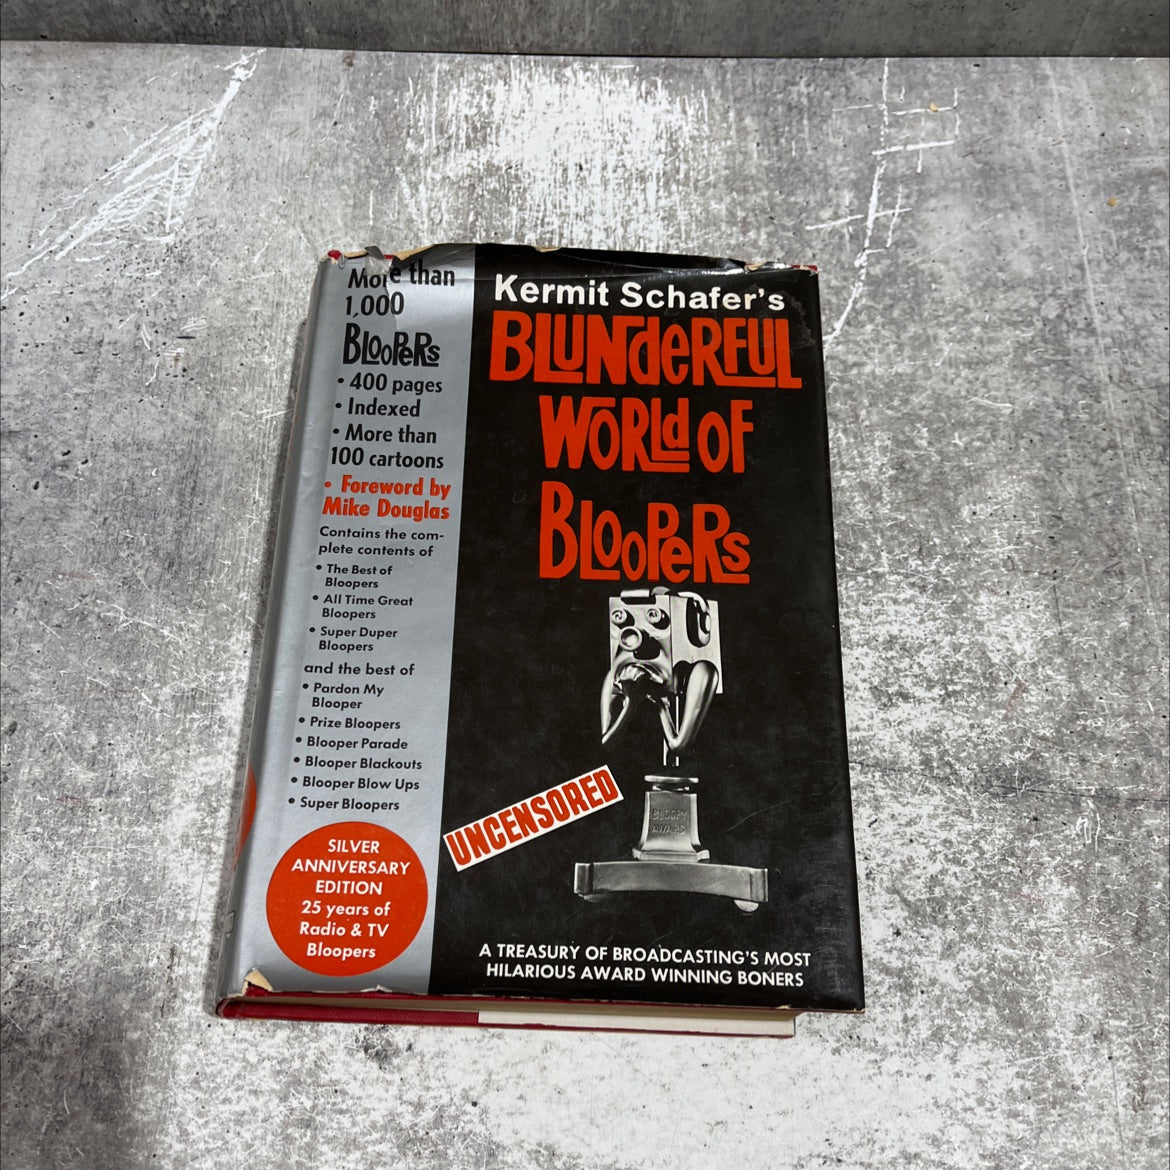 More than
1,000
BLOOPERS
• 400 pages
• Indexed
• More than
100 cartoons
• Foreword by
Mike Douglas
Contains the com-
plete contents of
• The Best of
Bloopers
• All Time Great
Bloopers
• Super Duper
Bloopers
and the best of
• Pardon My
Blooper
• Prize Bloopers
• Blooper Parade
• Blooper Blackouts
• Blooper Blow Ups
• Super Bloopers
SILVER
ANNIVERSARY
EDITION
25 years of
Radio & TV
Bloopers
Kermit Schafer's
BLUNdeRFUL
WORLd OF
BLOOPeRs
UNCENSORED
BLOOPY
AWARD
A TREASURY OF BROADCASTING'S MOST
HILARIOUS AWARD WINNING BONERS